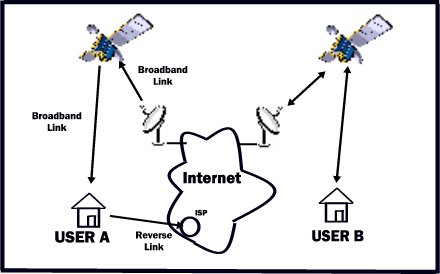 Broadband
Link
Broadband
Link
Internet
ISP
USER A
Reverse
Link
USER B